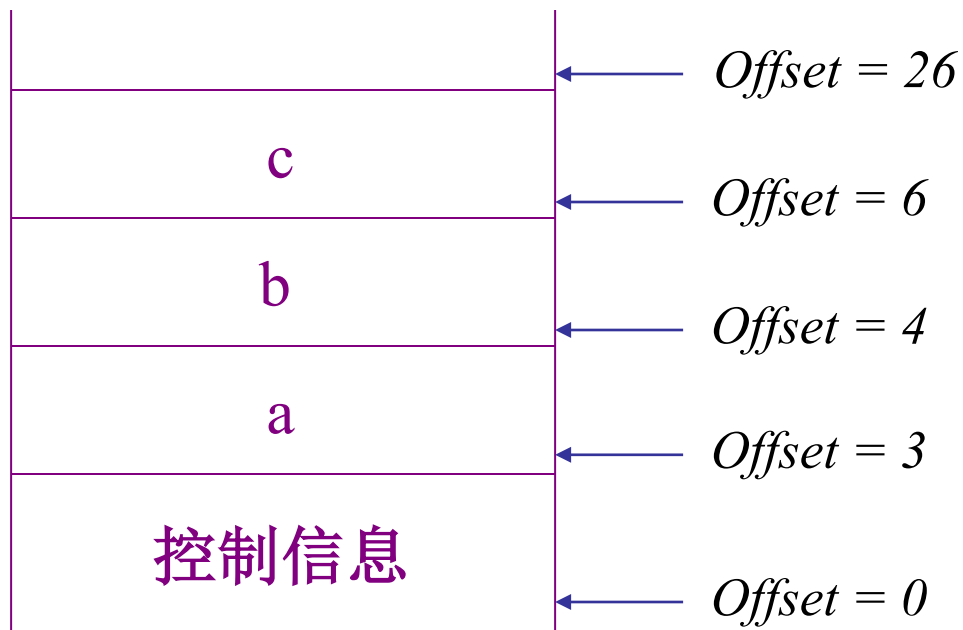 Offset = 26
c
Offset = 6
b
Offset = 4
a
Offset = 3
控制信息
Offset = 0